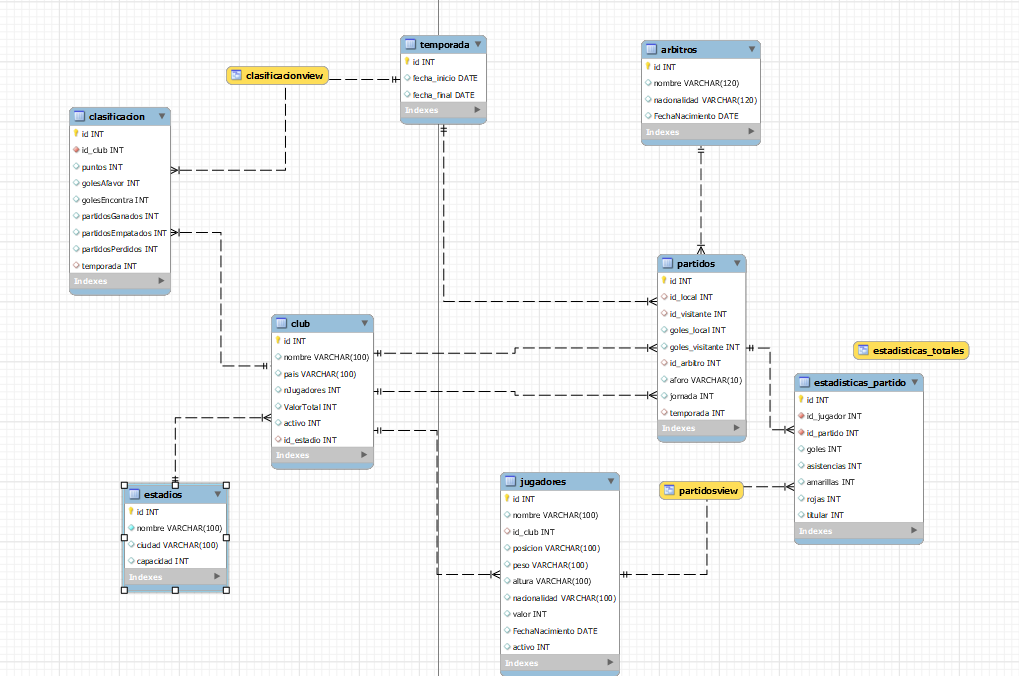 temporada
id INT
fecha_inicio DATE
fecha_final DATE
Indexes
arbitros
id INT
nombre VARCHAR(120)
nacionalidad VARCHAR(120)
FechaNacimiento DATE
Indexes
clasificacionview
clasificacion
id INT
id_club INT
puntos INT
golesAfavor INT
golesEncontra INT
partidosGanados INT
partidosEmpatados INT
partidosPerdidos INT
temporada INT
Indexes
partidos
id INT
id_local INT
id_visitante INT
goles_local INT
goles_visitante INT
id_arbitro INT
aforo VARCHAR(10)
jornada INT
temporada INT
Indexes
club
id INT
nombre VARCHAR(100)
pais VARCHAR(100)
nJugadores INT
ValorTotal INT
activo INT
id_estadio INT
Indexes
estadisticas_totales
estadisticas_partido
id INT
id_jugador INT
id_partido INT
goles INT
asistencias INT
amarillas INT
rojas INT
titular INT
Indexes
estadios
id INT
nombre VARCHAR(100)
ciudad VARCHAR(100)
capacidad INT
Indexes
jugadores
id INT
nombre VARCHAR(100)
id_club INT
posicion VARCHAR(100)
peso VARCHAR(100)
altura VARCHAR(100)
nacionalidad VARCHAR(100)
valor INT
FechaNacimiento DATE
activo INT
Indexes
partidosview